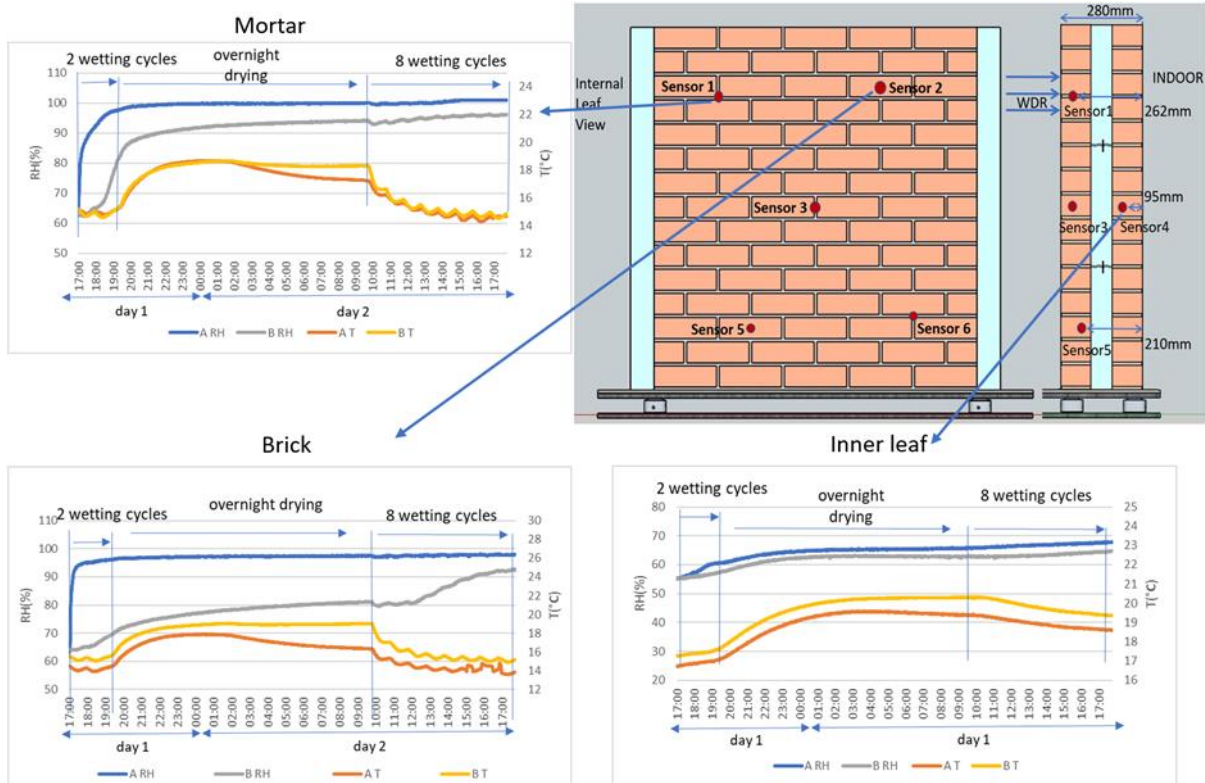 Mortar
2 wetting cycles
overnight
drying
8 wetting cycles
110
100
90
80
70
60
50
RH(%)
24
22
20
18
16
14
12
T(°C)
17:00
18:00
19:00
20:00
21:00
22:00
23:00
00:00
01:00
02:00
03:00
04:00
05:00
06:00
07:00
08:00
09:00
10:00
11:00
12:00
13:00
14:00
15:00
16:00
17:00
day 1
day 2
A RH
B RH
A T
B T
Internal
Leaf
View
Sensor 1
Sensor 2
Sensor 3
Sensor 5
Sensor 6
280mm
INDOOR
WDR
Sensor1
262mm
95mm
Sensor3
Sensor4
210mm
Sensor5
Brick
2 wetting cycles
overnight drying
8 wetting cycles
110
100
90
80
70
60
50
RH(%)
30
28
26
24
22
20
18
16
14
12
T(°C)
17:00
18:00
19:00
20:00
21:00
22:00
23:00
00:00
01:00
02:00
03:00
04:00
05:00
06:00
07:00
08:00
09:00
10:00
11:00
12:00
13:00
14:00
15:00
16:00
17:00
day 1
day 2
A RH
B RH
A T
B T
Inner leaf
2 wetting cycles
overnight
drying
8 wetting cycles
80
70
60
50
40
30
20
RH(%)
25
24
23
22
21
20
19
18
17
16
T(°C)
17:00
18:00
19:00
20:00
21:00
22:00
23:00
00:00
01:00
02:00
03:00
04:00
05:00
06:00
07:00
08:00
09:00
10:00
11:00
12:00
13:00
14:00
15:00
16:00
17:00
day 1
day 1
A RH
B RH
A T
B T